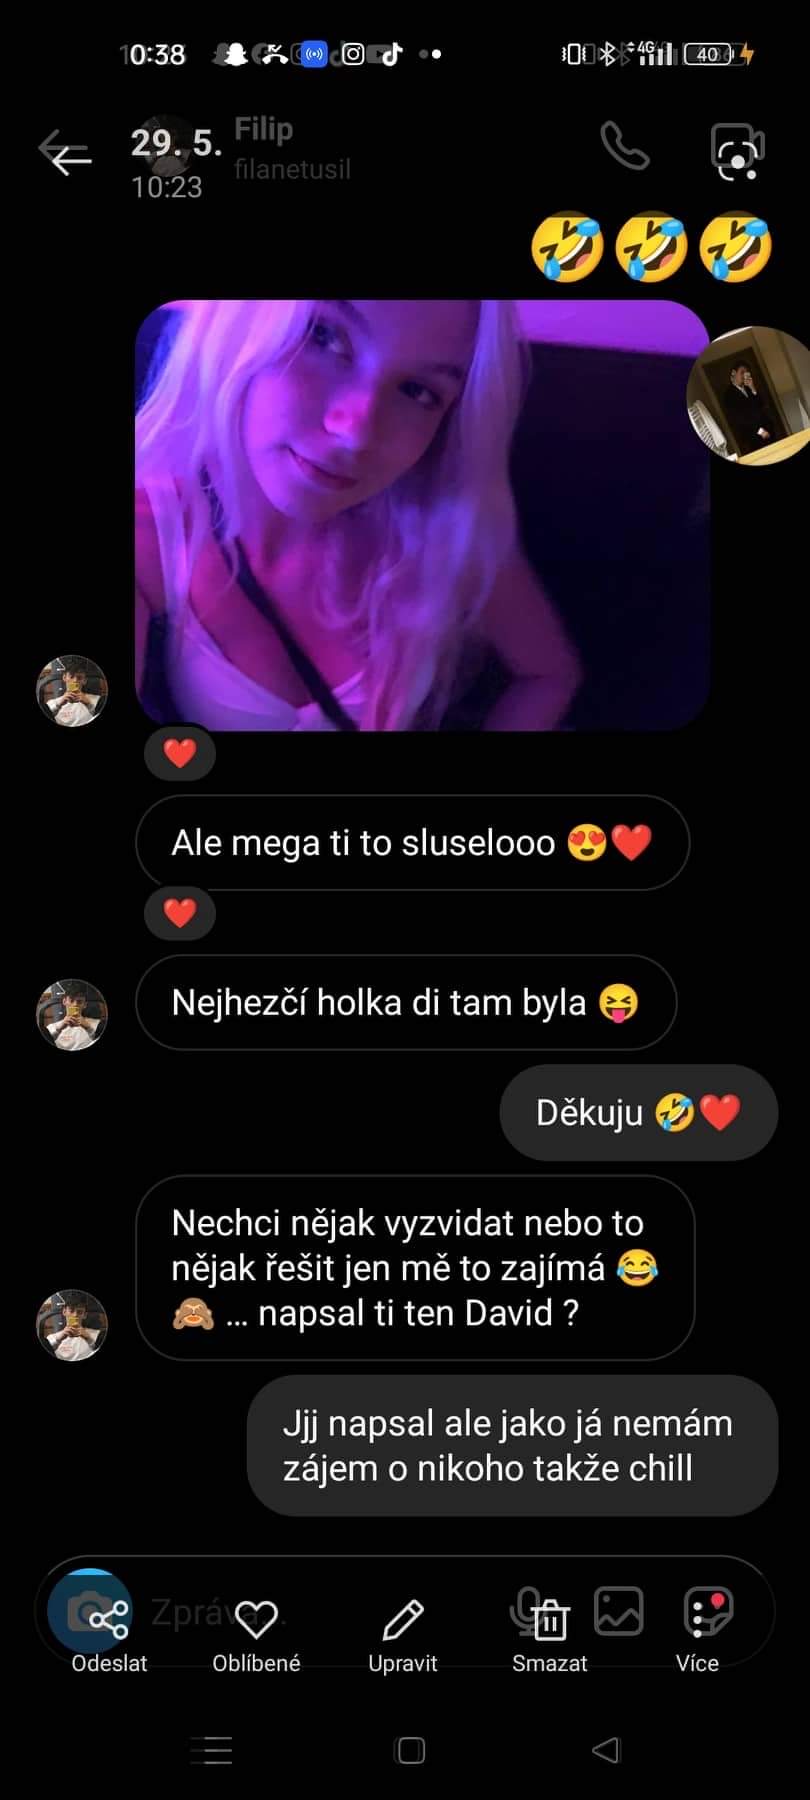 0:38
4G
40
29. 5.
10:23
Filip
filanetusil
🤣🤣🤣
❤️
Ale mega ti to sluselooo 😍❤️
❤️
Nejhezčí holka di tam byla 😝
Děkuju 🤣❤️
Nechci nějak vyzvidat nebo to
nějak řešit jen mě to zajímá 😂
🙈 ... napsal ti ten David ?
Jjj napsal ale jako já nemám
zájem o nikoho takže chill
Zpráva...
Odeslat
Oblíbené
Upravit
Smazat
Více